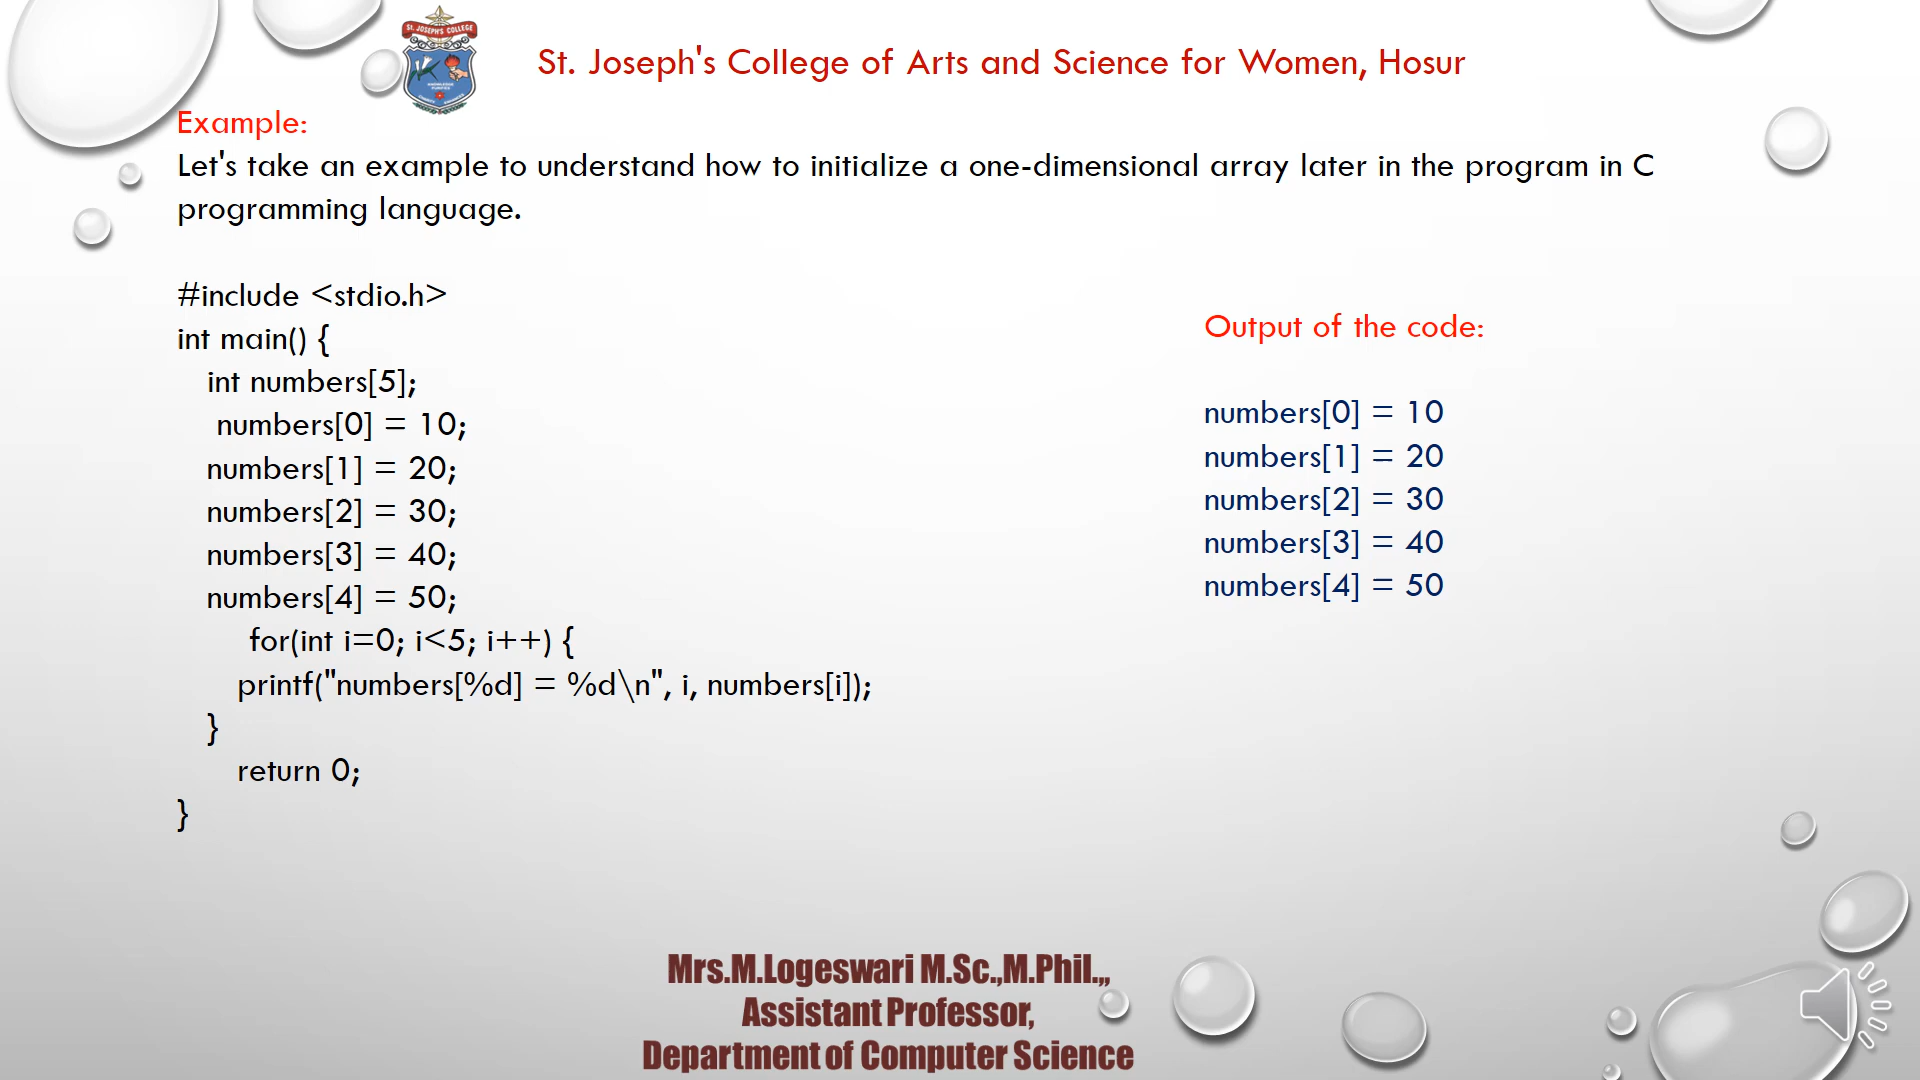 ST. JOSEPH'S COLLEGE
St. Joseph's College of Arts and Science for Women, Hosur
Example:
Let's take an example to understand how to initialize a one-dimensional array later in the program in C
programming language.
#include <stdio.h>
int main() {
int numbers[5];
numbers[0] = 10;
numbers[1] = 20;
numbers[2] = 30;
numbers[3] = 40;
numbers[4] = 50;
for(int i=0; i<5; i++) {
printf("numbers[%d] = %d\n", i, numbers[i]);
}
return 0;
}
Output of the code:
numbers[0] = 10
numbers[1] = 20
numbers[2] = 30
numbers[3] = 40
numbers[4] = 50
Mrs.M.Logeswari M.Sc.,M.Phil.,,
Assistant Professor,
Department of Computer Science